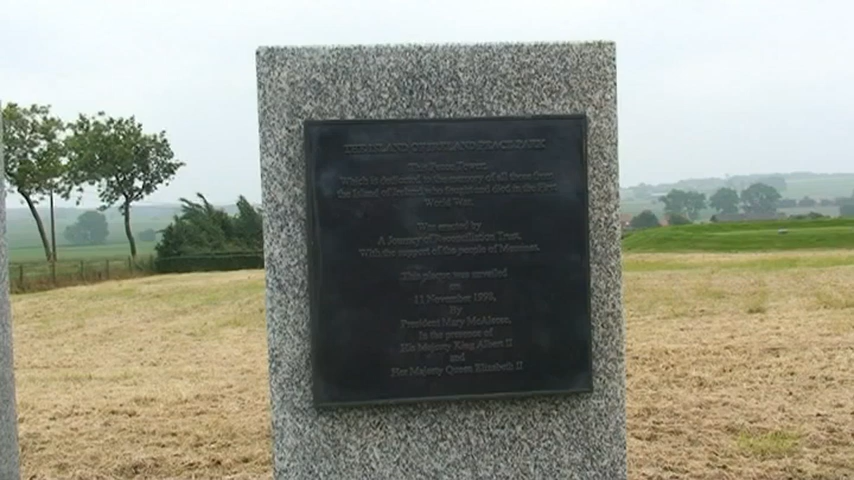 THE ISLAND OF IRELAND PEACE PARK
This Peace Tower,
Which is dedicated to the memory of all those from
the Island of Ireland who fought and died in the First
World War.
Was erected by
A Journey of Reconciliation Trust,
With the support of the people of Messines.
This plaque was unveiled
on
11 November 1998,
By
President Mary McAleese,
In the presence of
His Majesty King Albert II
and
Her Majesty Queen Elizabeth II